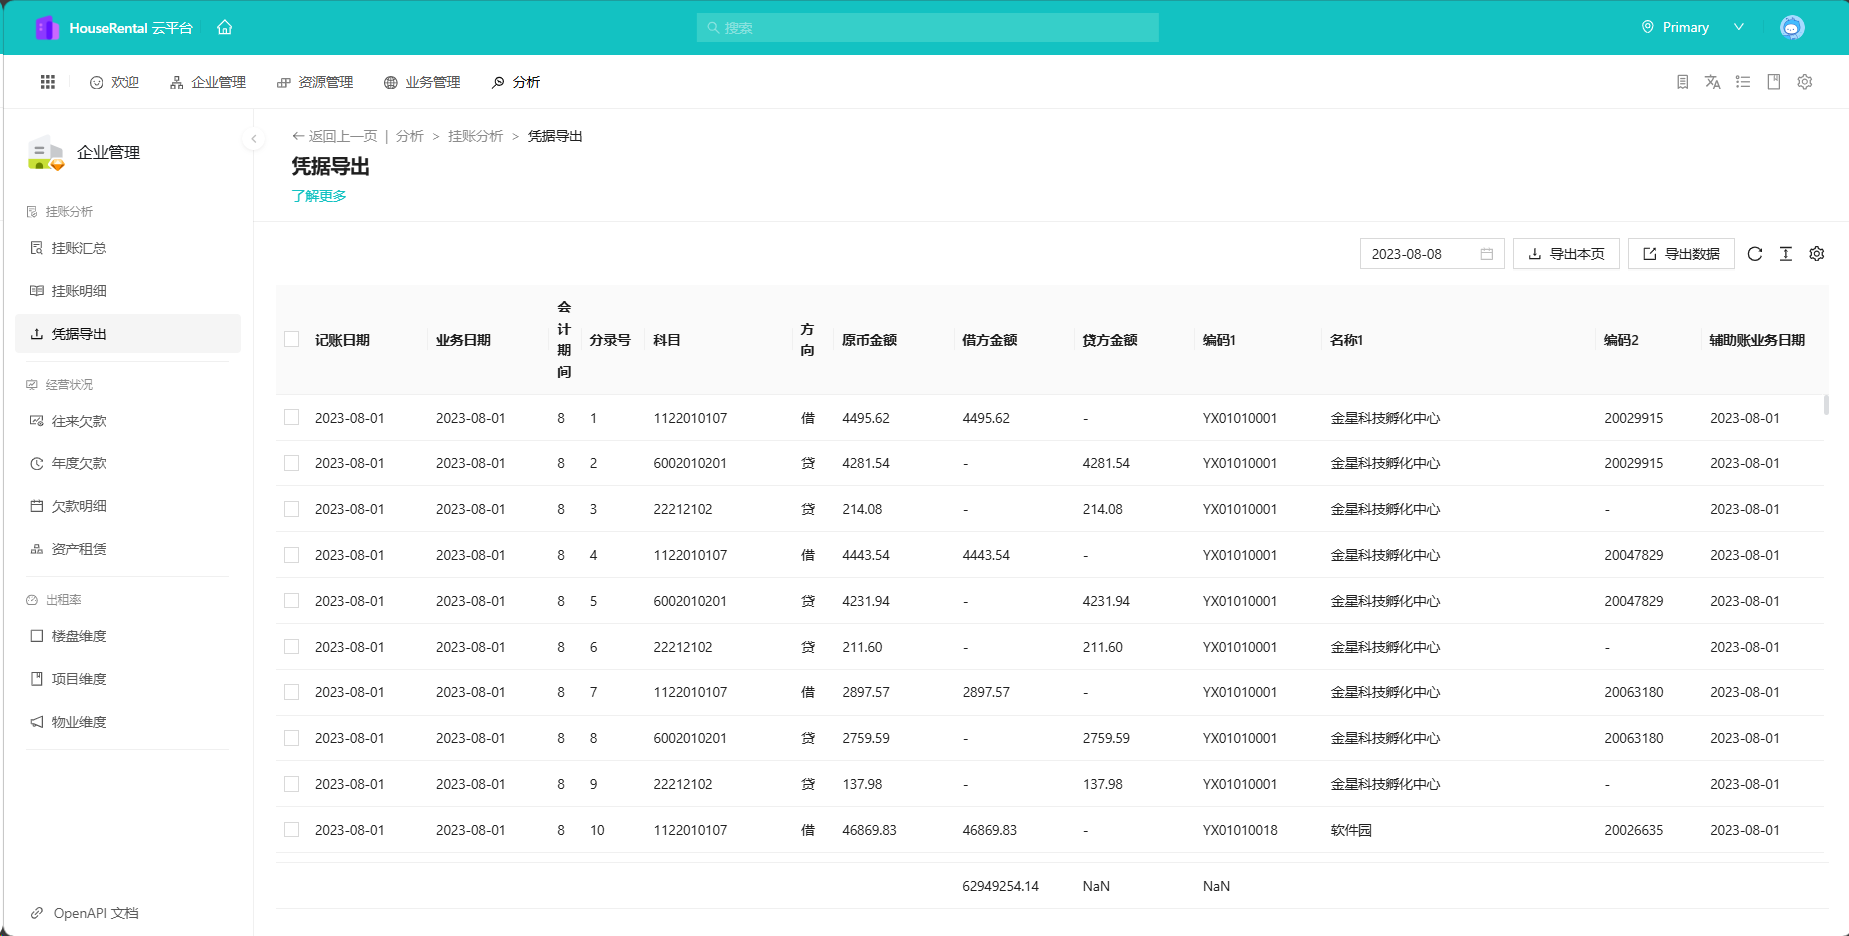 HouseRental 云平台
搜索
Primary
欢迎 企业管理 资源管理 业务管理 分析
企业管理
挂账分析
挂账汇总
挂账明细
凭据导出
经营状况
往来欠款
年度欠款
欠款明细
资产租赁
出租率
楼盘维度
项目维度
物业维度
OpenAPI 文档
返回上一页 | 分析 > 挂账分析 > 凭据导出
凭据导出
了解更多
2023-08-08 导出本页 导出数据
记账日期 业务日期 会计期间 分录号 科目 方向 原币金额 借方金额 贷方金额 编码1 名称1 编码2 辅助账业务日期
2023-08-01 2023-08-01 8 1 1122010107 借 4495.62 4495.62 - YX01010001 金星科技孵化中心 20029915 2023-08-01
2023-08-01 2023-08-01 8 2 6002010201 贷 4281.54 - 4281.54 YX01010001 金星科技孵化中心 20029915 2023-08-01
2023-08-01 2023-08-01 8 3 22212102 贷 214.08 - 214.08 YX01010001 金星科技孵化中心 - 2023-08-01
2023-08-01 2023-08-01 8 4 1122010107 借 4443.54 4443.54 - YX01010001 金星科技孵化中心 20047829 2023-08-01
2023-08-01 2023-08-01 8 5 6002010201 贷 4231.94 - 4231.94 YX01010001 金星科技孵化中心 20047829 2023-08-01
2023-08-01 2023-08-01 8 6 22212102 贷 211.60 - 211.60 YX01010001 金星科技孵化中心 - 2023-08-01
2023-08-01 2023-08-01 8 7 1122010107 借 2897.57 2897.57 - YX01010001 金星科技孵化中心 20063180 2023-08-01
2023-08-01 2023-08-01 8 8 6002010201 贷 2759.59 - 2759.59 YX01010001 金星科技孵化中心 20063180 2023-08-01
2023-08-01 2023-08-01 8 9 22212102 贷 137.98 - 137.98 YX01010001 金星科技孵化中心 - 2023-08-01
2023-08-01 2023-08-01 8 10 1122010107 借 46869.83 46869.83 - YX01010018 软件园 20026635 2023-08-01
62949254.14 NaN NaN